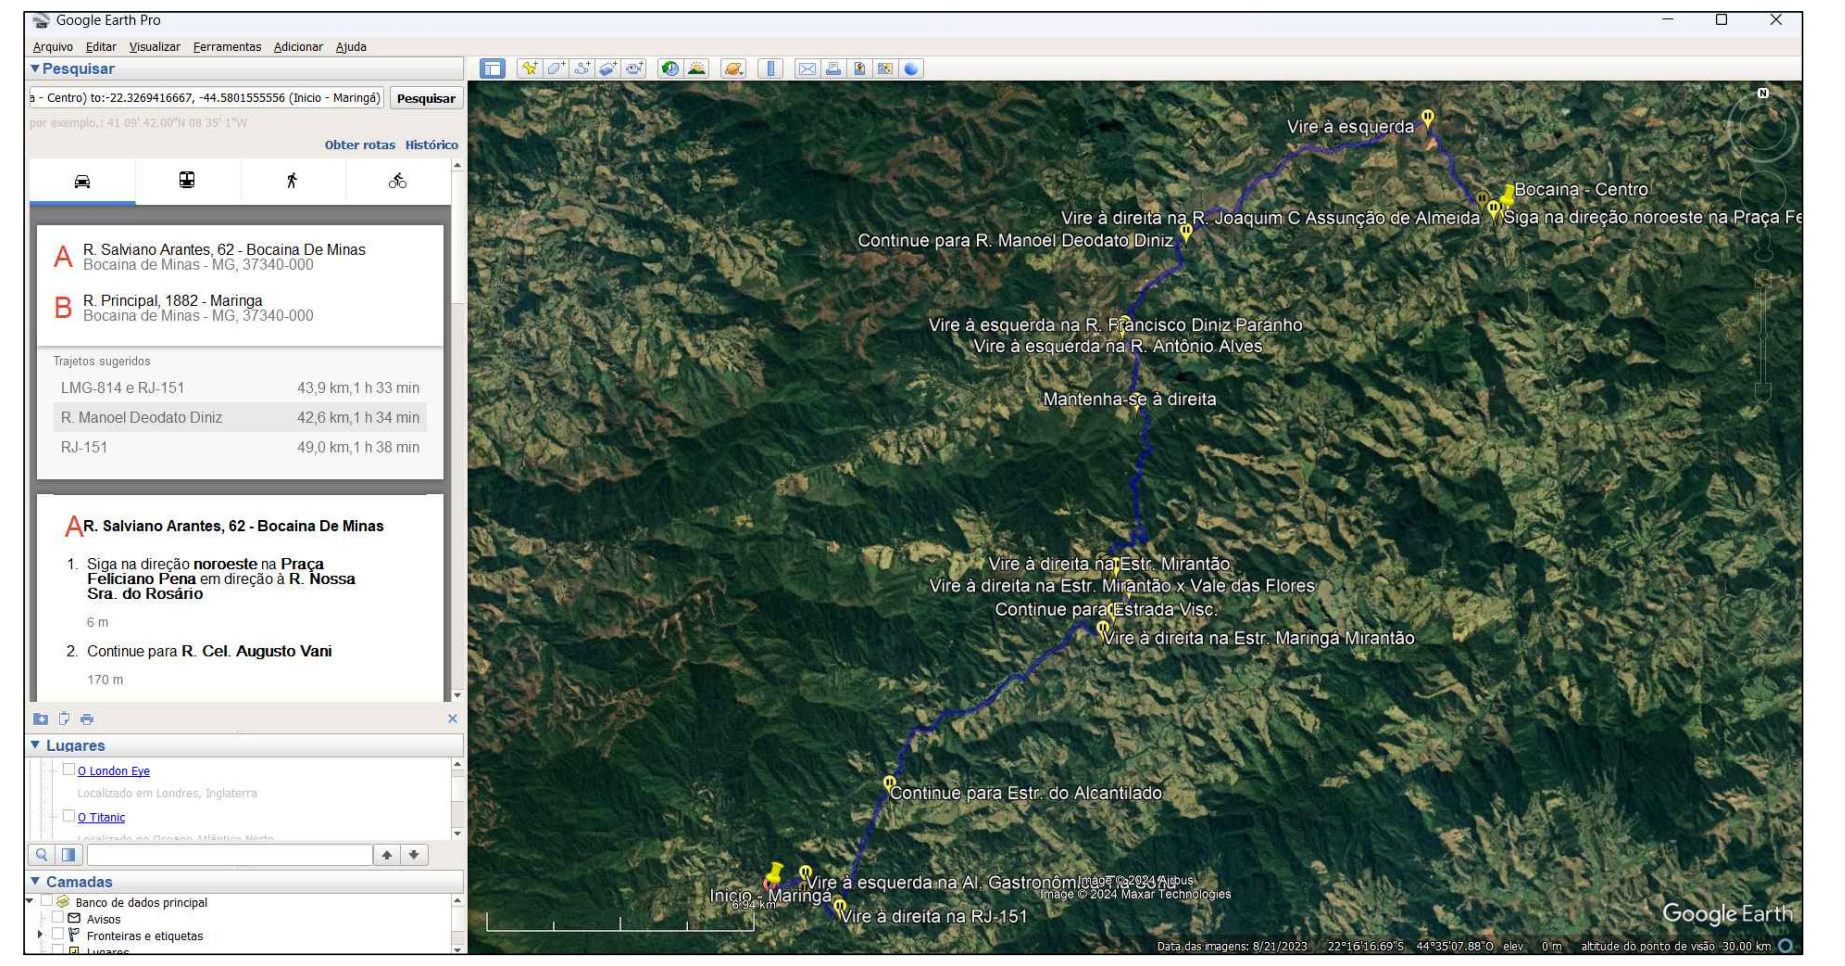 Google Earth Pro
Arquivo Editar Visualizar Ferramentas Adicionar Ajuda
Pesquisar
a - Centro) to:-22.3269416667, -44.5801555556 (Inicio - Maringá)
Pesquisar
por exemplo,: 41 09' 42.00"N 08 35' 1"W
Obter rotas Histórico
A R. Salviano Arantes, 62 - Bocaina De Minas
Bocaina de Minas - MG, 37340-000
B R. Principal, 1882 - Maringa
Bocaina de Minas - MG, 37340-000
Trajetos sugeridos
LMG-814 e RJ-151 43,9 km,1 h 33 min
R. Manoel Deodato Diniz 42,6 km,1 h 34 min
RJ-151 49,0 km,1 h 38 min
A R. Salviano Arantes, 62 - Bocaina De Minas
1. Siga na direção noroeste na Praça
Feliciano Pena em direção à R. Nossa
Sra. do Rosário
6 m
2. Continue para R. Cel. Augusto Vani
170 m
Lugares
O London Eye
Localizado em Londres, Inglaterra
O Titanic
Localizado no Oceano Atlântico Norte
Camadas
Banco de dados principal
Avisos
Fronteiras e etiquetas
Lugares
N
Vire à esquerda
Bocaina - Centro
Vire à direita na R. Joaquim C Assunção de Almeida
Siga na direção noroeste na Praça Fe
Continue para R. Manoel Deodato Diniz
Vire à esquerda na R. Francisco Diniz Paranho
Vire à esquerda na R. Antônio Alves
Mantenha-se à direita
Vire à direita na Estr. Mirantão
Vire à direita na Estr. Mirantão x Vale das Flores
Continue para Estrada Visc.
Vire à direita na Estr. Maringá Mirantão
Continue para Estr. do Alcantilado
Vire à esquerda na Al. Gastronômica
Inicio - Maringá
6.94 km
Vire à direita na RJ-151
Image © 2024 Airbus
Image © 2024 Maxar Technologies
Google Earth
Data das imagens: 8/21/2023 22°16'16.69"S 44°35'07.88"O elev 0 m altitude do ponto de visão 30.00 km